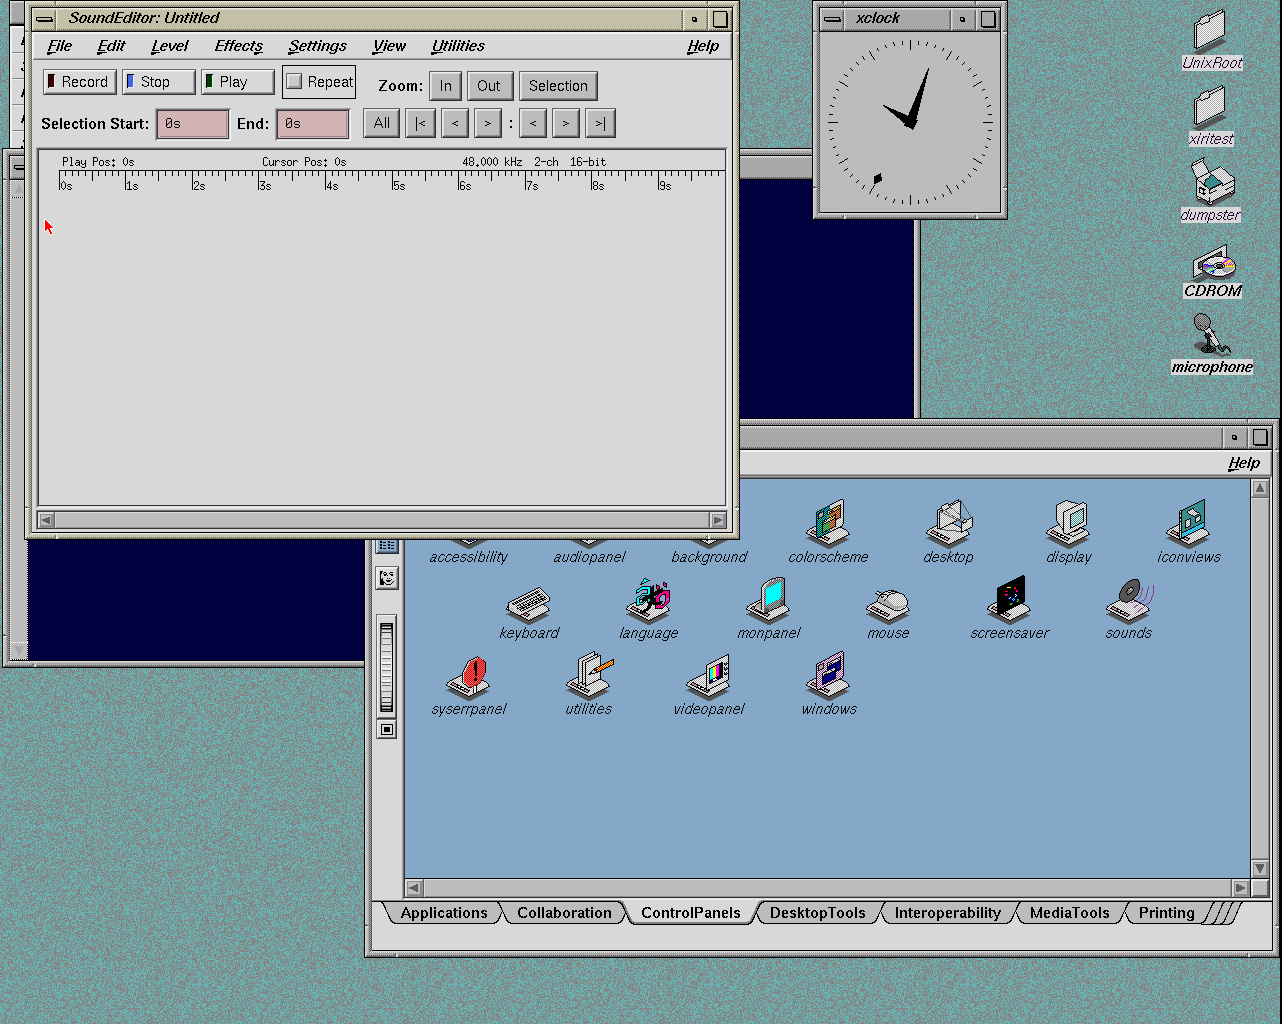 SoundEditor: Untitled
File Edit Level Effects Settings View Utilities Help
Record Stop Play Repeat Zoom: In Out Selection
Selection Start: 0s End: 0s All |< < > : < > >|
Play Pos: 0s Cursor Pos: 0s 48.000 kHz 2-ch 16-bit
0s 1s 2s 3s 4s 5s 6s 7s 8s 9s
xclock
UnixRoot
xiritest
dumpster
CDROM
microphone
Help
accessibility audiopanel background colorscheme desktop display iconviews
keyboard language monpanel mouse screensaver sounds
syserrpanel utilities videopanel windows
Applications Collaboration ControlPanels DesktopTools Interoperability MediaTools Printing